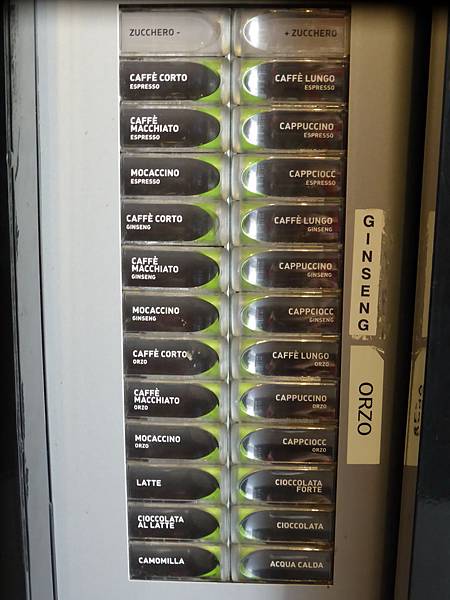 ZUCCHERO -
+ ZUCCHERO
CAFFÈ CORTO
ESPRESSO
CAFFÈ LUNGO
ESPRESSO
CAFFÈ
MACCHIATO
ESPRESSO
CAPPUCCINO
ESPRESSO
MOCACCINO
ESPRESSO
CAPPCIOCC
ESPRESSO
CAFFÈ CORTO
GINSENG
CAFFÈ LUNGO
GINSENG
CAFFÈ
MACCHIATO
GINSENG
CAPPUCCINO
GINSENG
MOCACCINO
GINSENG
CAPPCIOCC
GINSENG
CAFFÈ CORTO
ORZO
CAFFÈ LUNGO
ORZO
CAFFÈ
MACCHIATO
ORZO
CAPPUCCINO
ORZO
MOCACCINO
ORZO
CAPPCIOCC
ORZO
LATTE
CIOCCOLATA
FORTE
CIOCCOLATA
AL LATTE
CIOCCOLATA
CAMOMILLA
ACQUA CALDA
GINSENG
ORZO